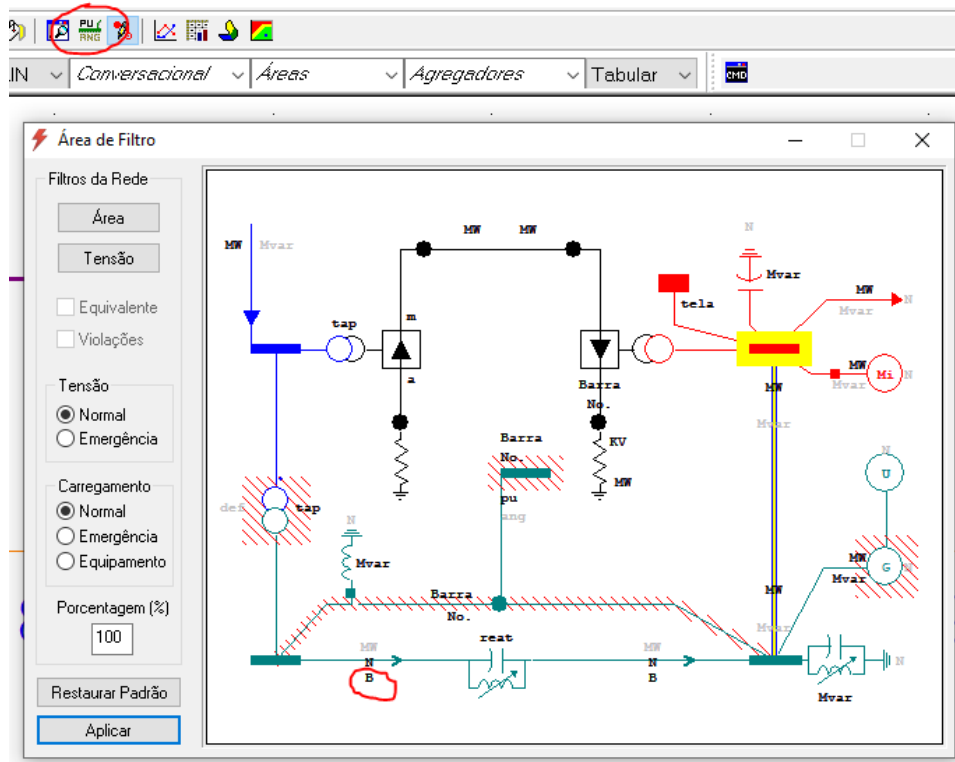 PU/
ANG
IN Conversacional Áreas Agregadores Tabular CMD
Área de Filtro
Filtros da Rede
Área
Tensão
Equivalente
Violações
Tensão
Normal
Emergência
Carregamento
Normal
Emergência
Equipamento
Porcentagem (%)
100
Restaurar Padrão
Aplicar
MW Mvar
MW MW
N
Mvar
tap
m
a
tela
MW
N
Mvar
Barra
No.
MW
Mvar
Mi
N
MW
Mvar
KV
MW
Barra
No.
pu
ang
def
tap
N
Mvar
N
U
MW
Mvar
G
N
Barra
No.
MW
Mvar
MW
N
B
reat
MW
N
B
N
Mvar